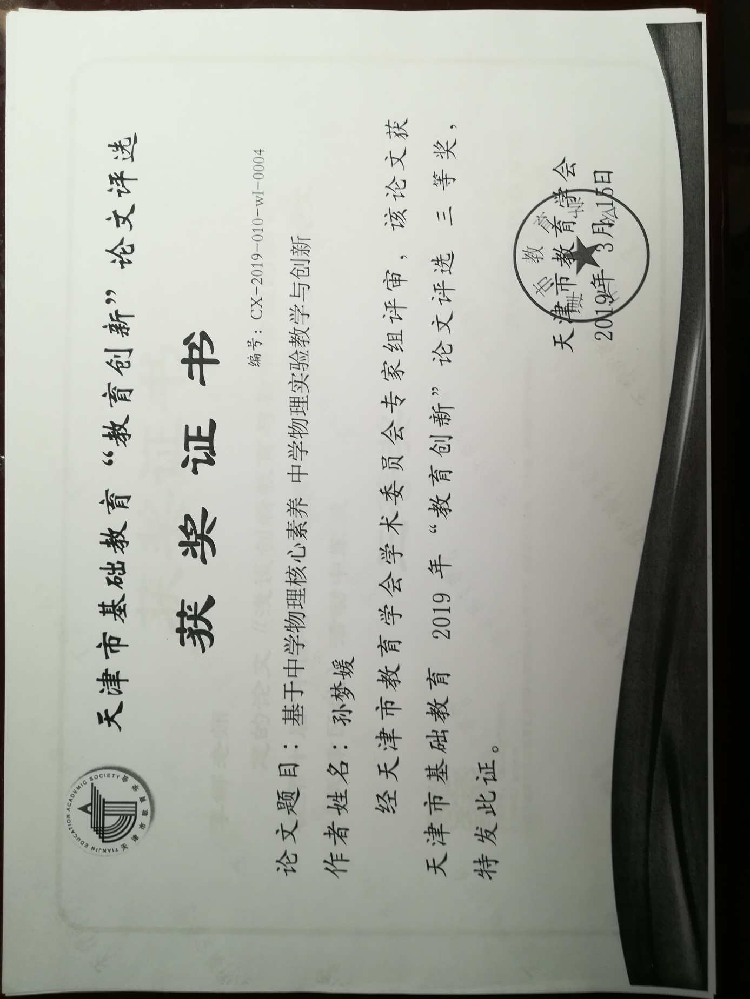 TIANJIN EDUCATION ACADEMIC SOCIETY
天津市教育学会
天津市基础教育“教育创新”论文评选
获奖证书
编号：CX-2019-010-wl-0004
论文题目：基于中学物理核心素养 中学物理实验教学与创新
作者姓名：孙梦媛
经天津市教育学会学术委员会专家组评审，该论文获
天津市基础教育 2019 年“教育创新”论文评选 三 等奖，
特发此证。
天津市教育学会
2019年 3月15日